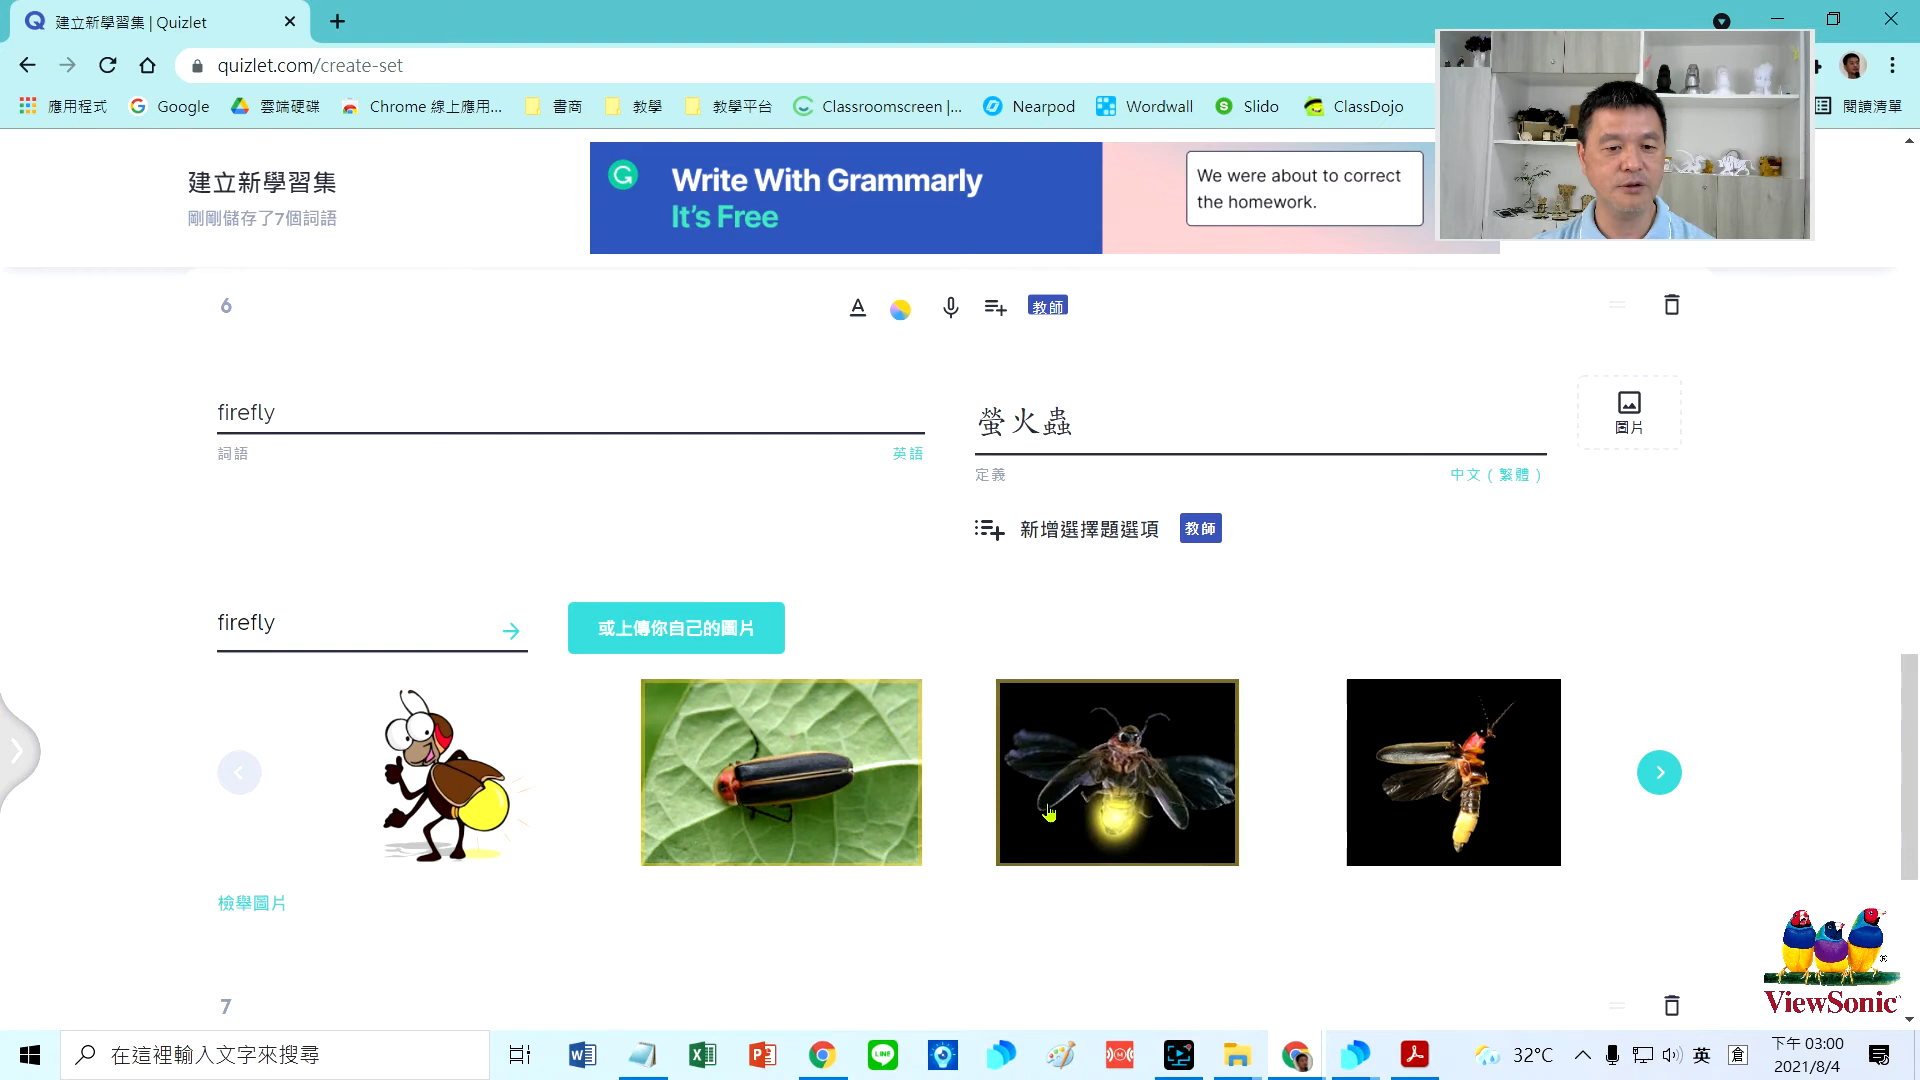 建立新學習集 | Quizlet
quizlet.com/create-set
應用程式
Google
雲端硬碟
Chrome 線上應用...
書商
教學
教學平台
Classroomscreen |...
Nearpod
Wordwall
Slido
ClassDojo
閱讀清單
建立新學習集
剛剛儲存了7個詞語
Write With Grammarly
It's Free
We were about to correct
the homework.
6
教師
firefly
詞語
英語
螢火蟲
定義
中文 ( 繁體 )
圖片
新增選擇題選項
教師
firefly
或上傳你自己的圖片
檢舉圖片
7
ViewSonic®
在這裡輸入文字來搜尋
LINE
32°C
英
倉
下午 03:00
2021/8/4